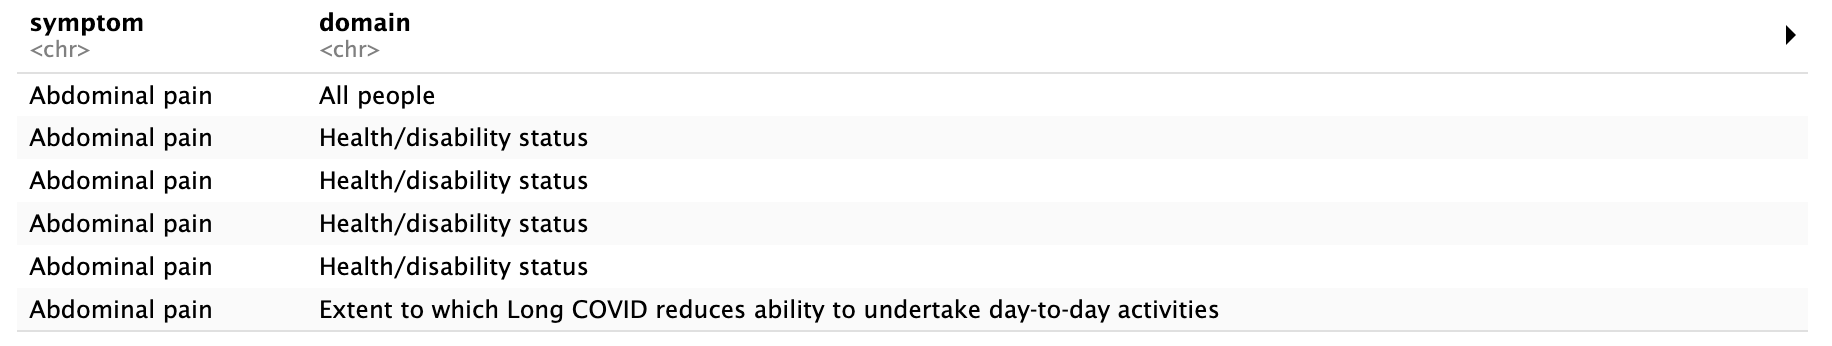 symptom domain
<chr> <chr>
Abdominal pain All people
Abdominal pain Health/disability status
Abdominal pain Health/disability status
Abdominal pain Health/disability status
Abdominal pain Health/disability status
Abdominal pain Extent to which Long COVID reduces ability to undertake day-to-day activities